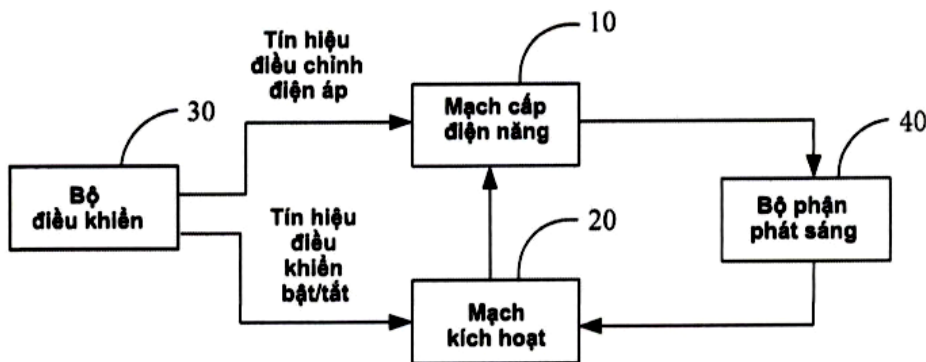 10
Tín hiệu
điều chỉnh
điện áp
Mạch cấp
điện năng
30
40
Bộ
điều khiển
Bộ phận
phát sáng
Tín hiệu
điều
khiển
bật/tắt
20
Mạch
kích hoạt